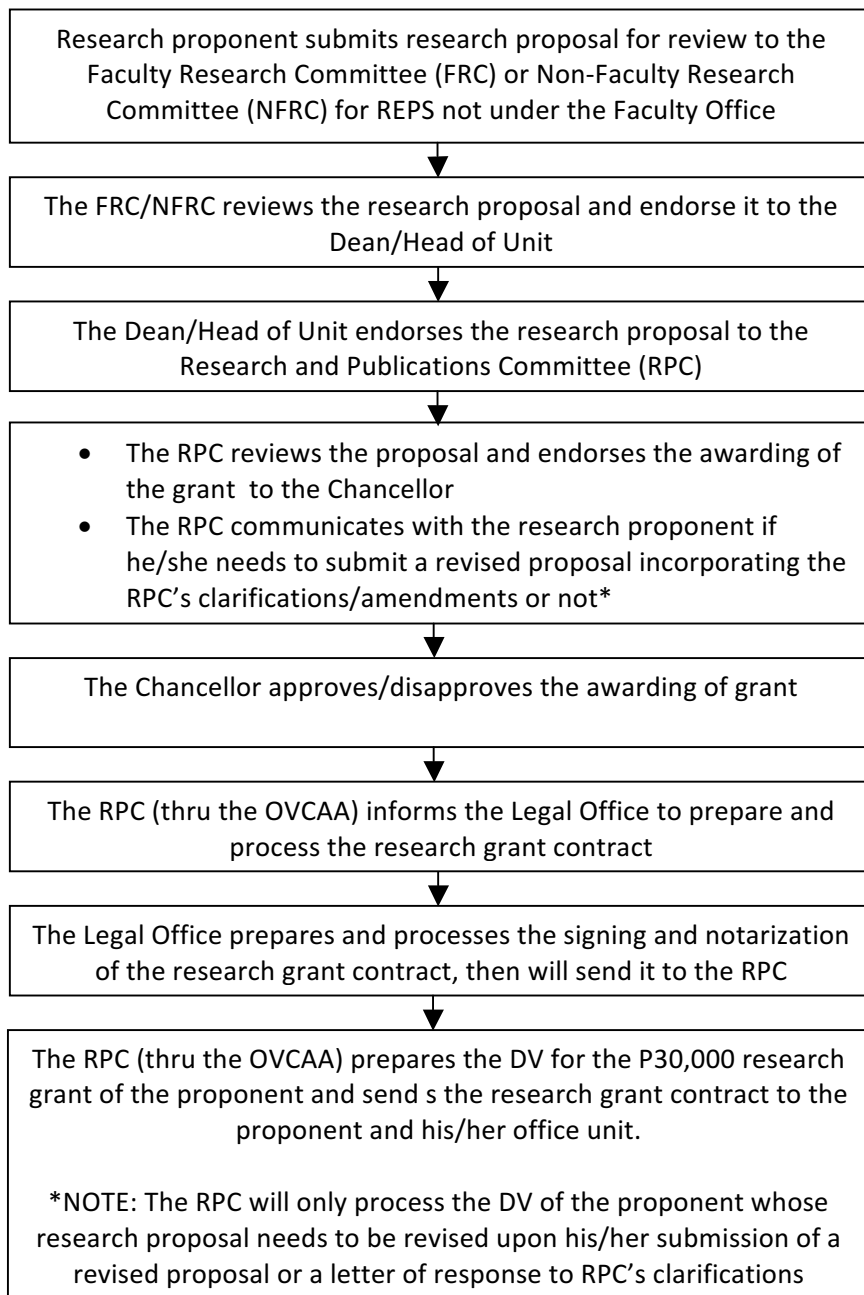 Research proponent submits research proposal for review to the
Faculty Research Committee (FRC) or Non-Faculty Research
Committee (NFRC) for REPS not under the Faculty Office
The FRC/NFRC reviews the research proposal and endorse it to the
Dean/Head of Unit
The Dean/Head of Unit endorses the research proposal to the
Research and Publications Committee (RPC)
• The RPC reviews the proposal and endorses the awarding of
the grant to the Chancellor
• The RPC communicates with the research proponent if
he/she needs to submit a revised proposal incorporating the
RPC's clarifications/amendments or not*
The Chancellor approves/disapproves the awarding of grant
The RPC (thru the OVCAA) informs the Legal Office to prepare and
process the research grant contract
The Legal Office prepares and processes the signing and notarization
of the research grant contract, then will send it to the RPC
The RPC (thru the OVCAA) prepares the DV for the P30,000 research
grant of the proponent and send s the research grant contract to the
proponent and his/her office unit.
*NOTE: The RPC will only process the DV of the proponent whose
research proposal needs to be revised upon his/her submission of a
revised proposal or a letter of response to RPC's clarifications